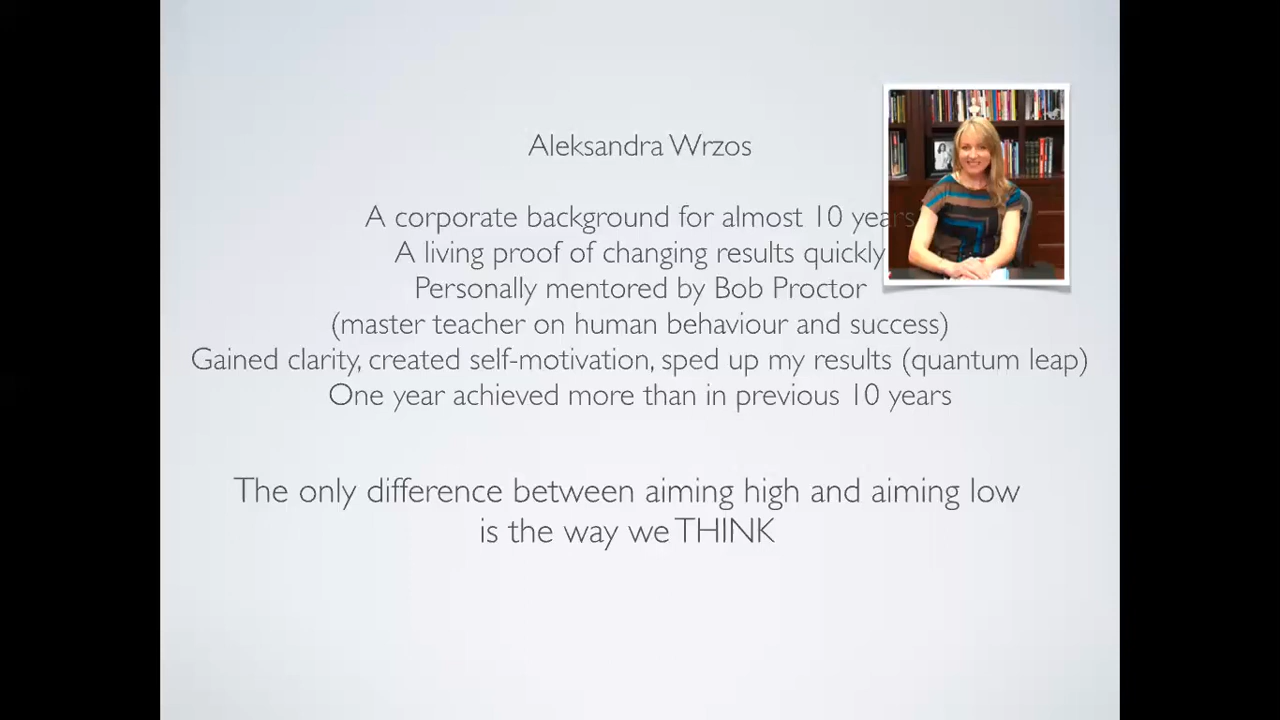 Aleksandra Wrzos
A corporate background for almost 10 years
A living proof of changing results quickly
Personally mentored by Bob Proctor
(master teacher on human behaviour and success)
Gained clarity, created self-motivation, sped up my results (quantum leap)
One year achieved more than in previous 10 years
The only difference between aiming high and aiming low
is the way we THINK